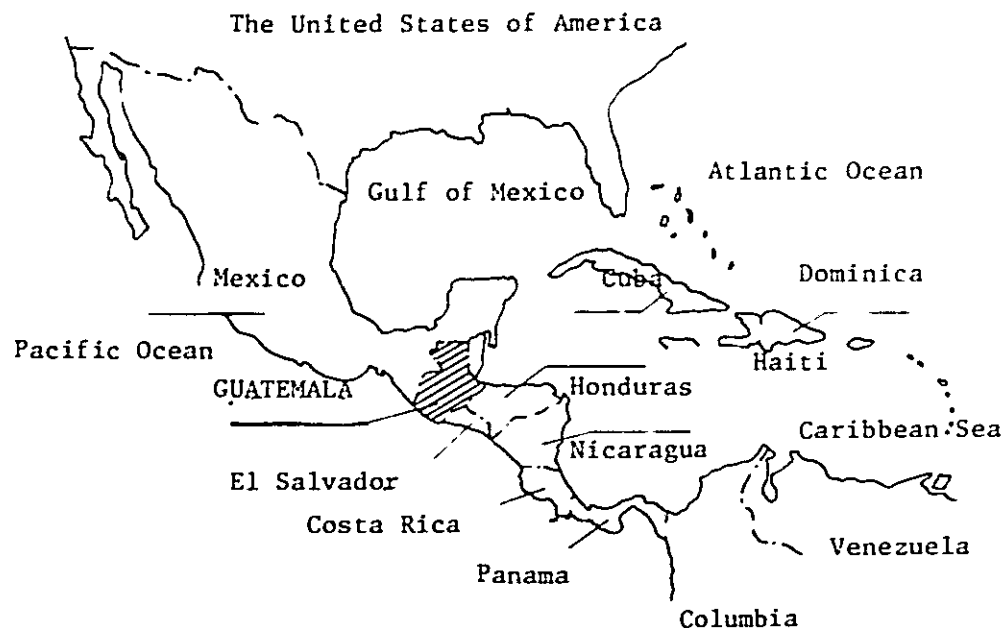 The United States of America
Atlantic Ocean
Gulf of Mexico
Mexico
Cuba
Dominica
Pacific Ocean
Haiti
GUATEMALA
Honduras
Caribbean Sea
Nicaragua
El Salvador
Costa Rica
Venezuela
Panama
Columbia